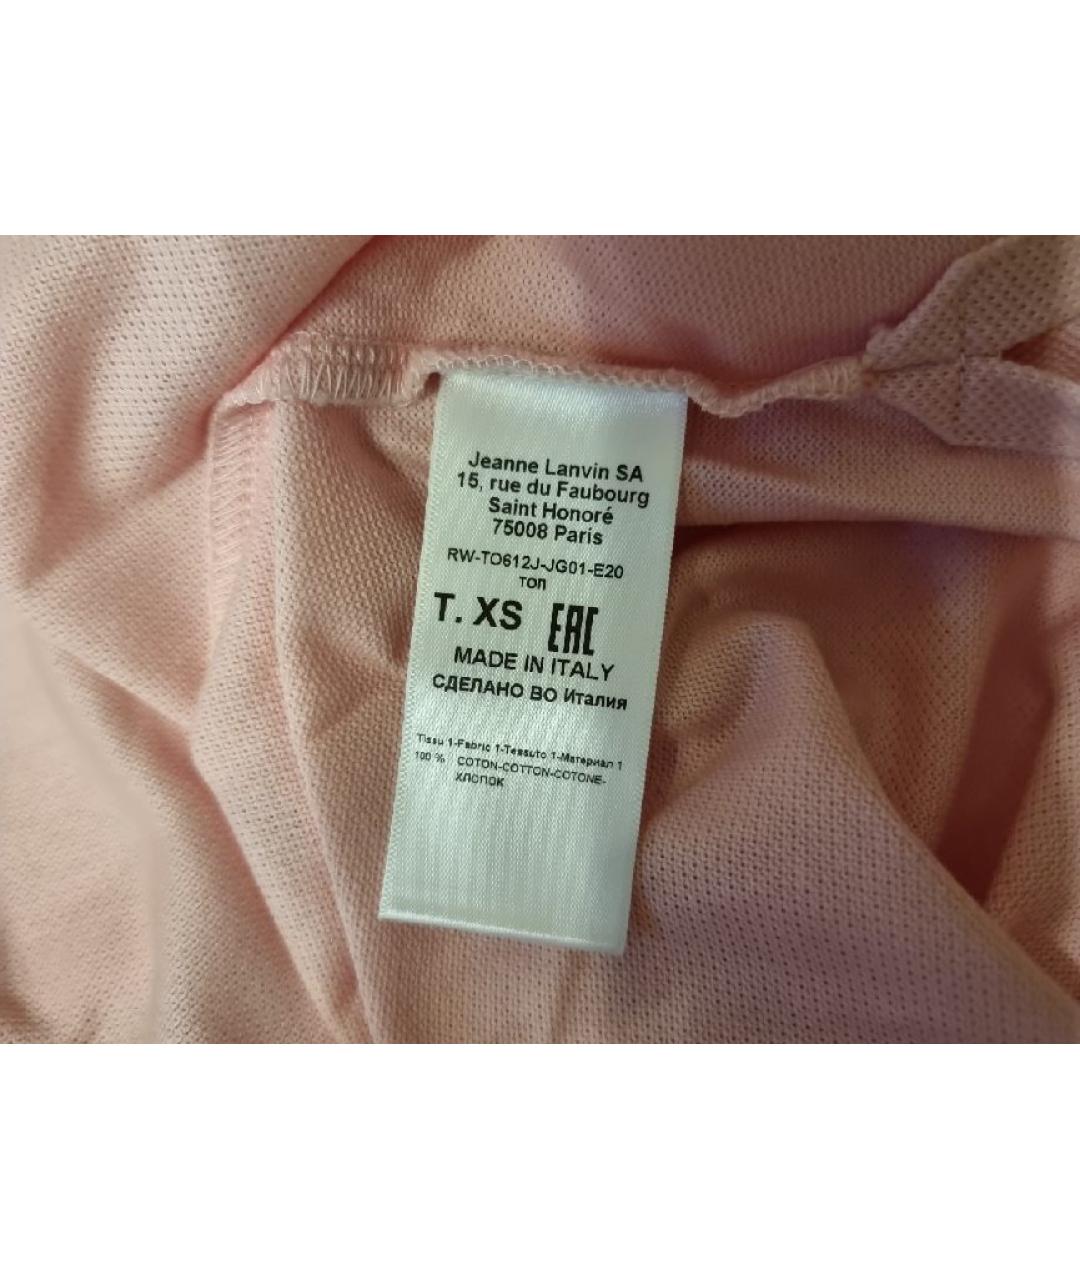 Jeanne Lanvin SA
15, rue du Faubourg
Saint Honoré
75008 Paris
RW-TO612J-JG01-E20
топ
T. XS EAC
MADE IN ITALY
СДЕЛАНО ВО Италия
Tissu 1-Fabric 1-Tessuto 1-Материал 1
100 % COTON-COTTON-COTONE-
ХЛОПОК